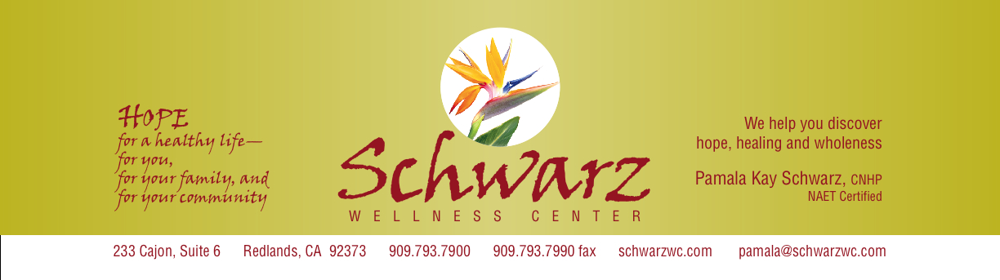 HOPE
for a healthy life—
for you,
for your family, and
for your community
Schwarz
WELLNESS CENTER
We help you discover
hope, healing and wholeness
Pamala Kay Schwarz, CNHP
NAET Certified
233 Cajon, Suite 6 Redlands, CA 92373 909.793.7900 909.793.7990 fax schwarzwc.com pamala@schwarzwc.com